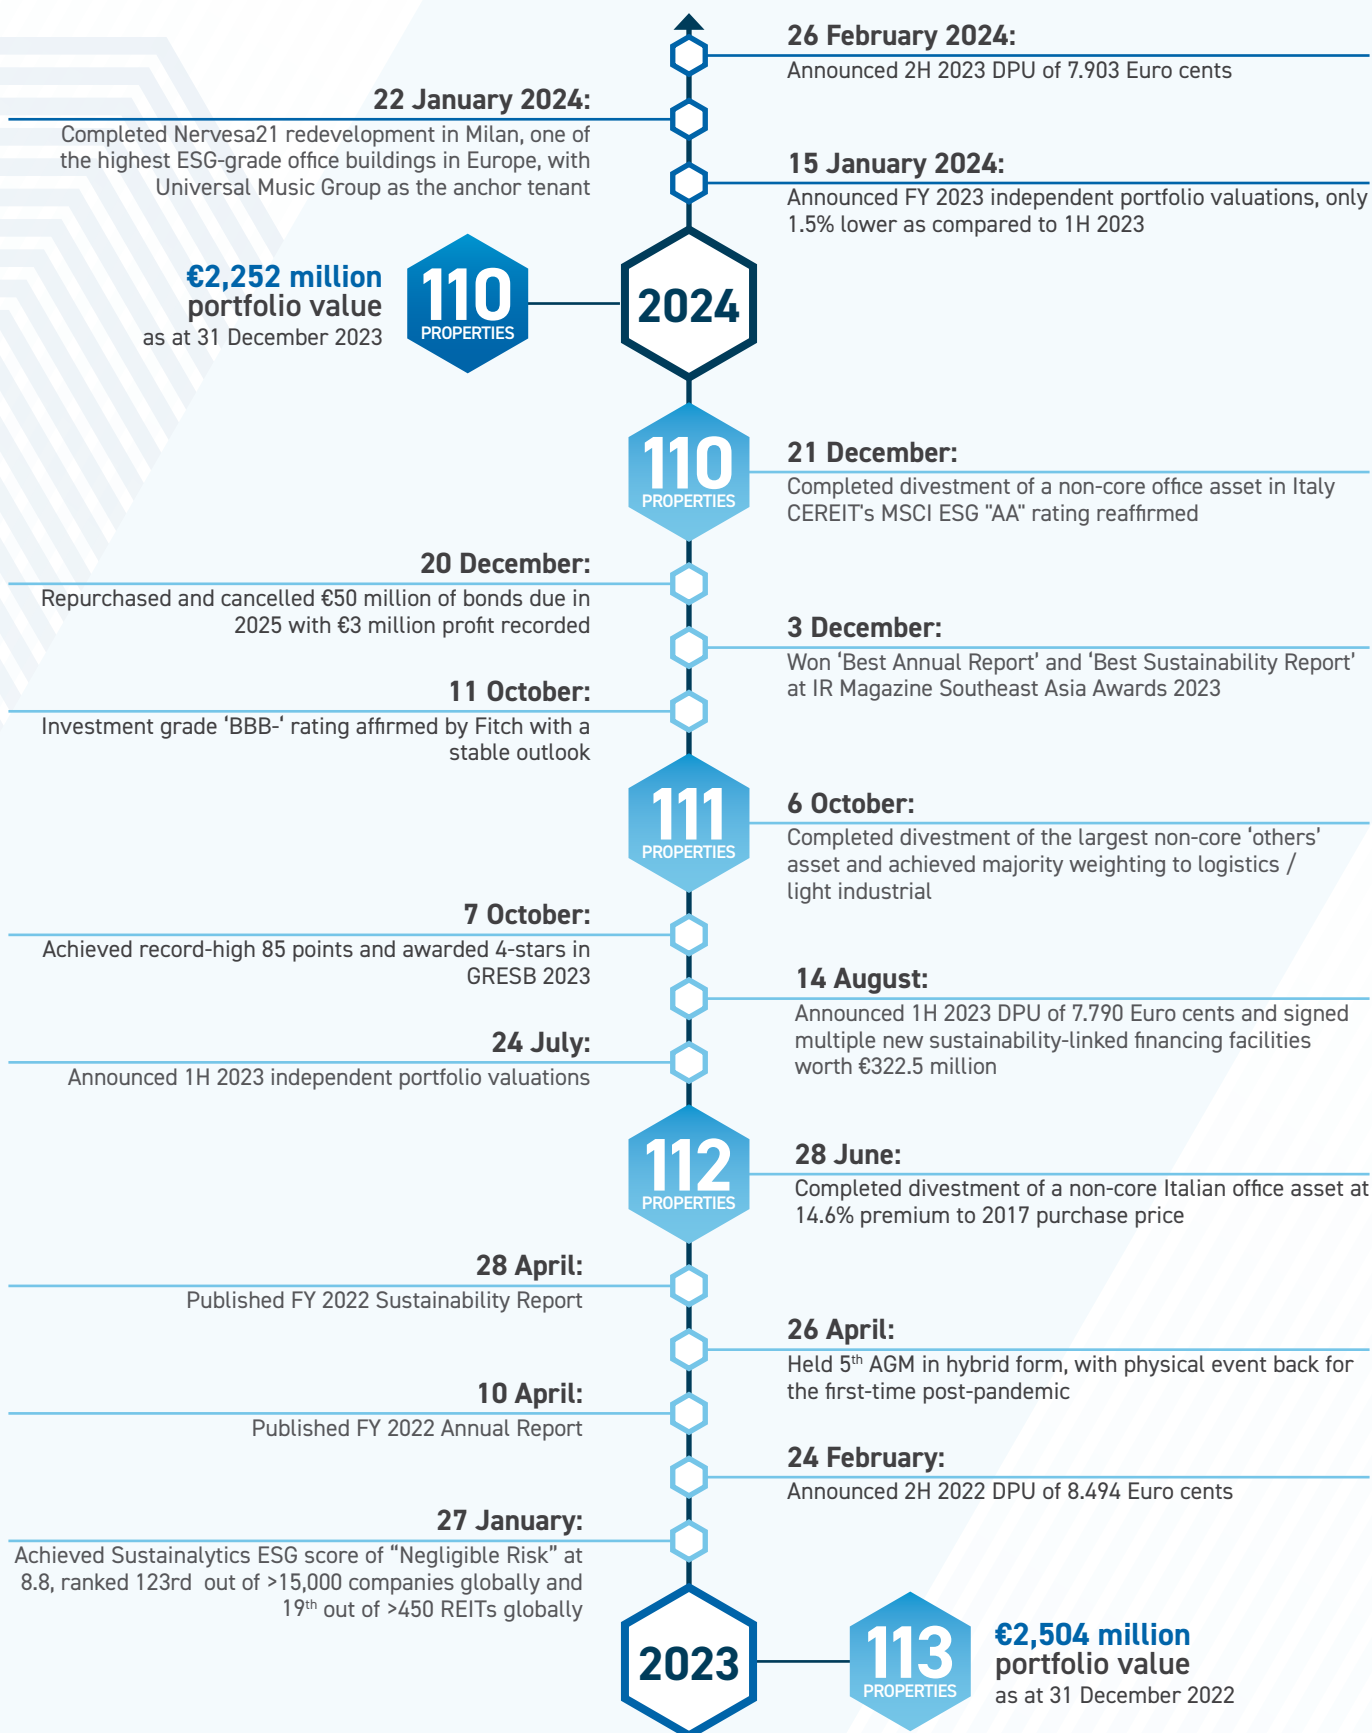 26 February 2024:
Announced 2H 2023 DPU of 7.903 Euro cents
22 January 2024:
Completed Nervesa21 redevelopment in Milan, one of
the highest ESG-grade office buildings in Europe, with
Universal Music Group as the anchor tenant
15 January 2024:
Announced FY 2023 independent portfolio valuations, only
1.5% lower as compared to 1H 2023
€2,252 million
portfolio value
as at 31 December 2023
110
PROPERTIES
2024
110
PROPERTIES
21 December:
Completed divestment of a non-core office asset in Italy
CEREIT's MSCI ESG "AA" rating reaffirmed
20 December:
Repurchased and cancelled €50 million of bonds due in
2025 with €3 million profit recorded
3 December:
Won ‘Best Annual Report’ and ‘Best Sustainability Report’
at IR Magazine Southeast Asia Awards 2023
11 October:
Investment grade ‘BBB-‘ rating affirmed by Fitch with a
stable outlook
111
PROPERTIES
6 October:
Completed divestment of the largest non-core ‘others’
asset and achieved majority weighting to logistics /
light industrial
7 October:
Achieved record-high 85 points and awarded 4-stars in
GRESB 2023
14 August:
Announced 1H 2023 DPU of 7.790 Euro cents and signed
multiple new sustainability-linked financing facilities
worth €322.5 million
24 July:
Announced 1H 2023 independent portfolio valuations
112
PROPERTIES
28 June:
Completed divestment of a non-core Italian office asset at
14.6% premium to 2017 purchase price
28 April:
Published FY 2022 Sustainability Report
26 April:
Held 5th AGM in hybrid form, with physical event back for
the first-time post-pandemic
10 April:
Published FY 2022 Annual Report
24 February:
Announced 2H 2022 DPU of 8.494 Euro cents
27 January:
Achieved Sustainalytics ESG score of “Negligible Risk” at
8.8, ranked 123rd out of >15,000 companies globally and
19th out of >450 REITs globally
2023
113
PROPERTIES
€2,504 million
portfolio value
as at 31 December 2022